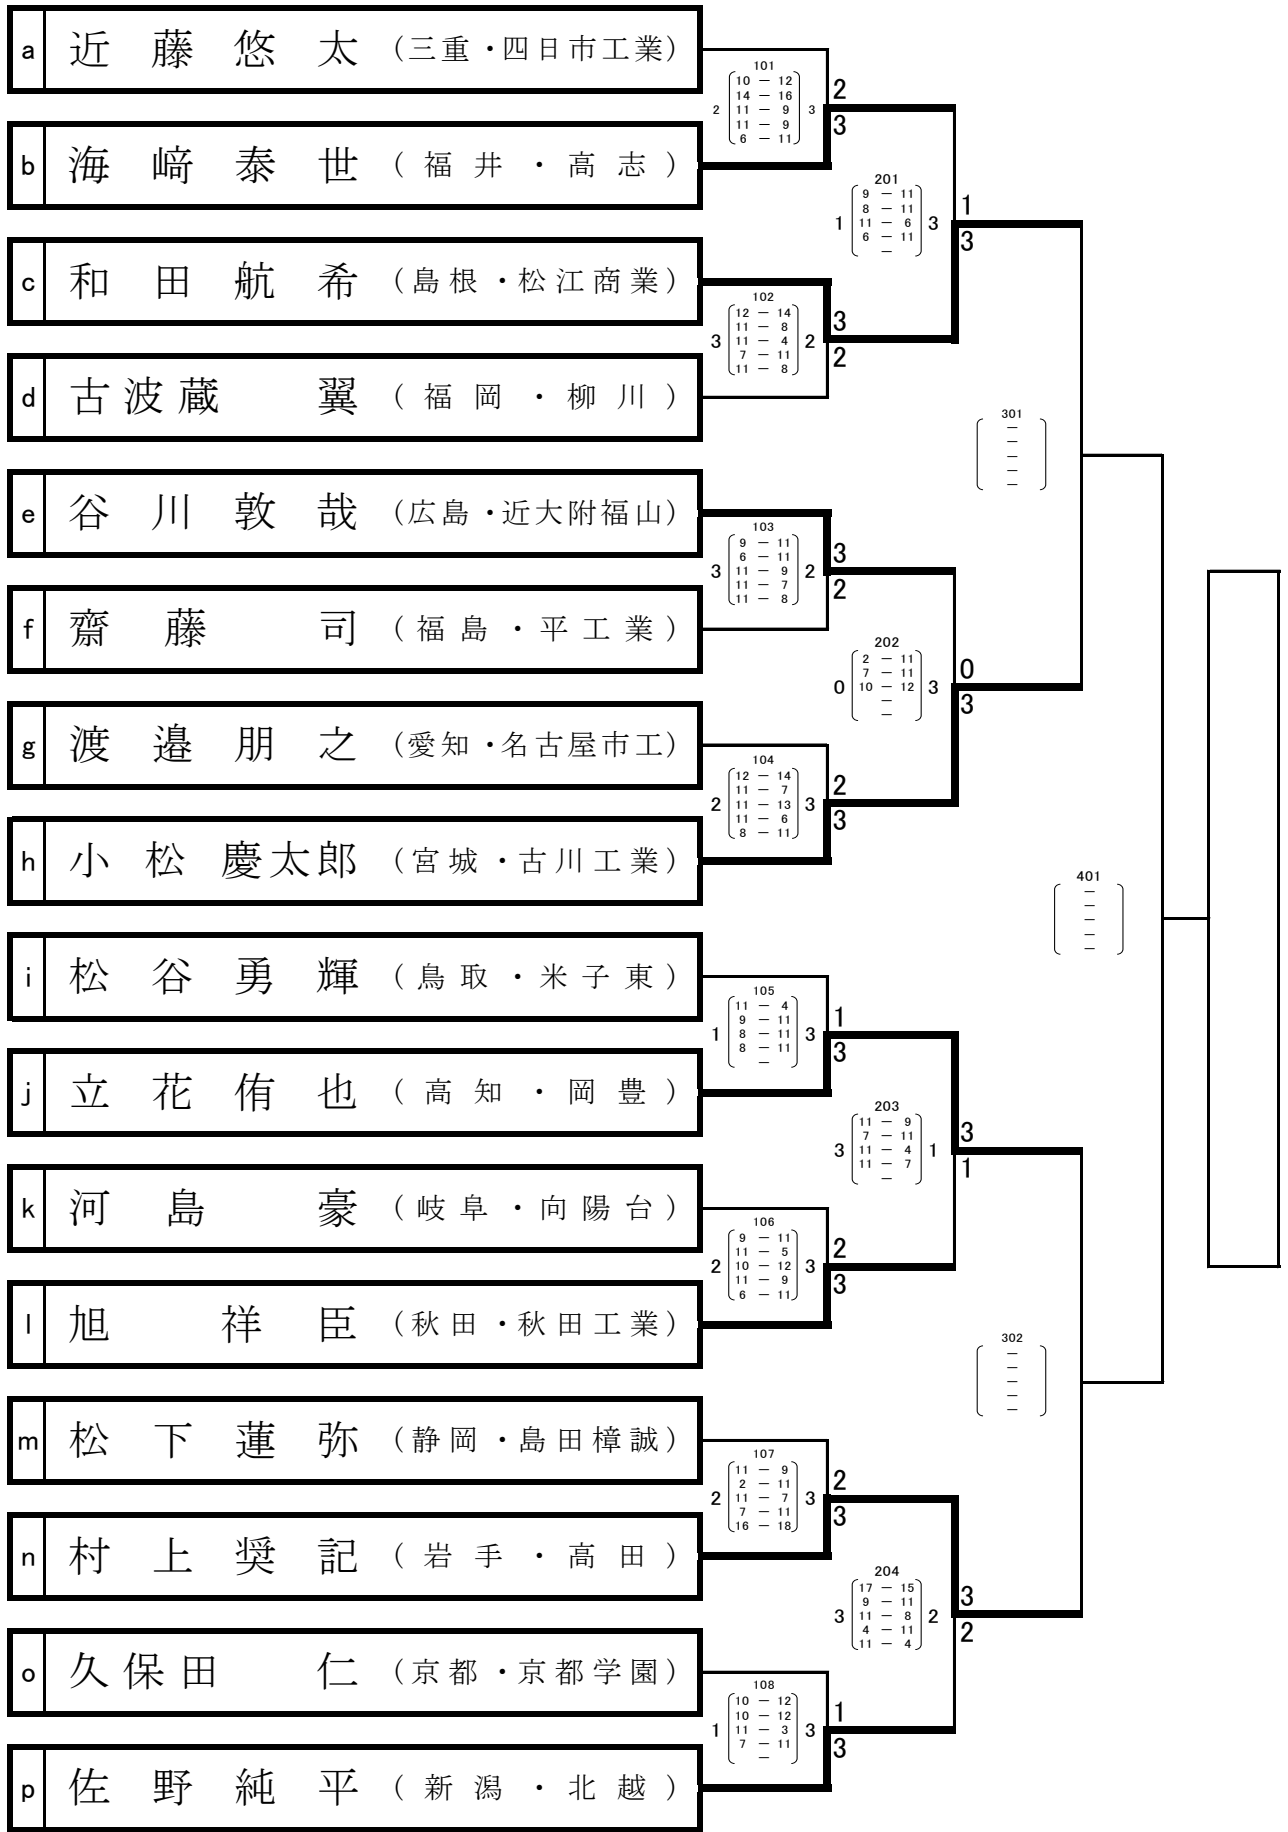 a 近藤悠太 (三重・四日市工業)
b 海﨑泰世 (福井・高志)
c 和田航希 (島根・松江商業)
d 古波蔵翼 (福岡・柳川)
e 谷川敦哉 (広島・近大附福山)
f 齋藤司 (福島・平工業)
g 渡邉朋之 (愛知・名古屋市工)
h 小松慶太郎 (宮城・古川工業)
i 松谷勇輝 (鳥取・米子東)
j 立花侑也 (高知・岡豊)
k 河島豪 (岐阜・向陽台)
l 旭祥臣 (秋田・秋田工業)
m 松下蓮弥 (静岡・島田樟誠)
n 村上奨記 (岩手・高田)
o 久保田仁 (京都・京都学園)
p 佐野純平 (新潟・北越)
101
10 － 12
14 － 16
2 11 － 9 3
11 － 9
6 － 11
2
3
102
12 － 14
11 － 8
3 11 － 4 2
7 － 11
11 － 8
3
2
103
9 － 11
6 － 11
3 11 － 9 2
11 － 7
11 － 8
3
2
104
12 － 14
11 － 7
2 11 － 13 3
11 － 6
8 － 11
2
3
105
11 － 4
9 － 11
1 8 － 11 3
8 － 11
－
1
3
106
9 － 11
11 － 5
2 10 － 12 3
11 － 9
6 － 11
2
3
107
11 － 9
2 － 11
2 11 － 7 3
7 － 11
16 － 18
2
3
108
10 － 12
10 － 12
1 11 － 3 3
7 － 11
－
1
3
201
9 － 11
8 － 11
1 11 － 6 3
6 － 11
－
1
3
202
2 － 11
7 － 11
0 10 － 12 3
－
－
0
3
203
11 － 9
7 － 11
3 11 － 4 1
11 － 7
－
3
1
204
17 － 15
9 － 11
3 11 － 8 2
4 － 11
11 － 4
3
2
301
－
－
－
－
－
302
－
－
－
－
－
401
－
－
－
－
－